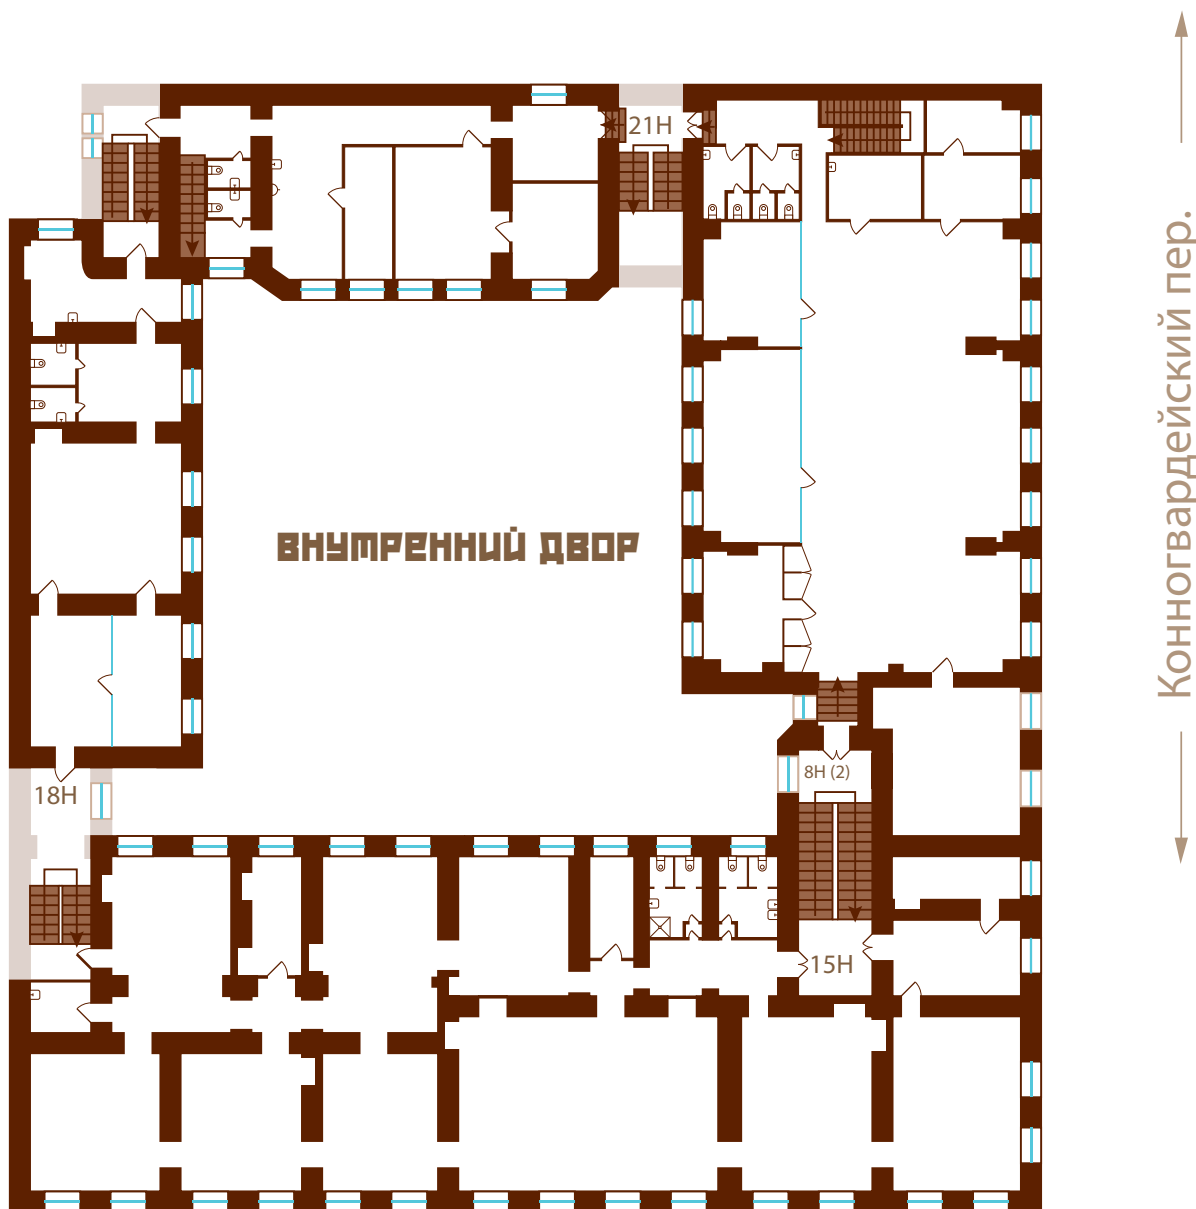 21Н
ВНУТРЕННИЙ ДВОР
Конногвардейский пер.
8Н (2)
18Н
15Н